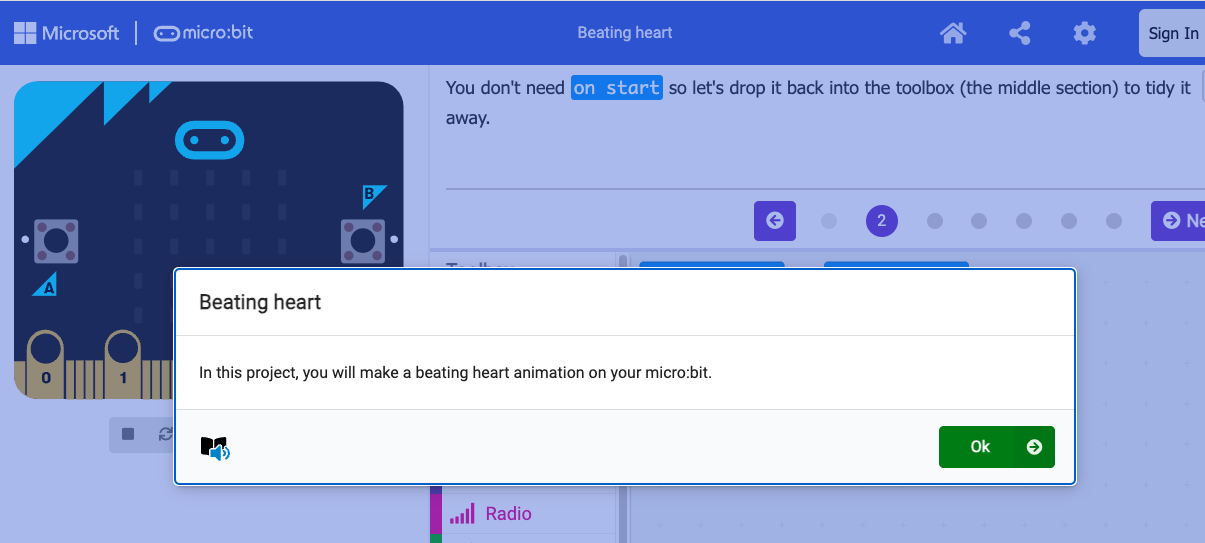 Microsoft micro:bit Beating heart Sign In
You don't need on start so let's drop it back into the toolbox (the middle section) to tidy it
away.
B
2
A
Beating heart
In this project, you will make a beating heart animation on your micro:bit.
0 1
Ok
Radio